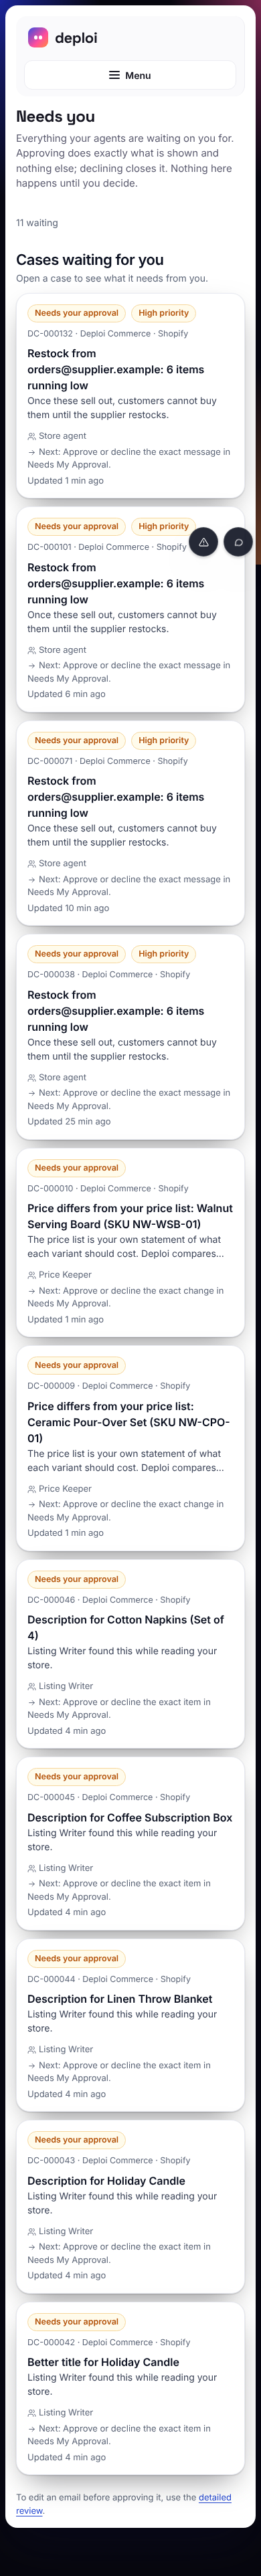 deploi
Menu
Needs you
Everything your agents are waiting on you for.
Approving does exactly what is shown and
nothing else; declining closes it. Nothing here
happens until you decide.
11 waiting
Cases waiting for you
Open a case to see what it needs from you.
Needs your approval High priority
DC-000132 · Deploi Commerce · Shopify
Restock from
orders@supplier.example: 6 items
running low
Once these sell out, customers cannot buy
them until the supplier restocks.
Store agent
→ Next: Approve or decline the exact message in
Needs My Approval.
Updated 1 min ago
Needs your approval High priority
DC-000101 · Deploi Commerce · Shopify
Restock from
orders@supplier.example: 6 items
running low
Once these sell out, customers cannot buy
them until the supplier restocks.
Store agent
→ Next: Approve or decline the exact message in
Needs My Approval.
Updated 6 min ago
Needs your approval High priority
DC-000071 · Deploi Commerce · Shopify
Restock from
orders@supplier.example: 6 items
running low
Once these sell out, customers cannot buy
them until the supplier restocks.
Store agent
→ Next: Approve or decline the exact message in
Needs My Approval.
Updated 10 min ago
Needs your approval High priority
DC-000038 · Deploi Commerce · Shopify
Restock from
orders@supplier.example: 6 items
running low
Once these sell out, customers cannot buy
them until the supplier restocks.
Store agent
→ Next: Approve or decline the exact message in
Needs My Approval.
Updated 25 min ago
Needs your approval
DC-000010 · Deploi Commerce · Shopify
Price differs from your price list: Walnut
Serving Board (SKU NW-WSB-01)
The price list is your own statement of what
each variant should cost. Deploi compares...
Price Keeper
→ Next: Approve or decline the exact change in
Needs My Approval.
Updated 1 min ago
Needs your approval
DC-000009 · Deploi Commerce · Shopify
Price differs from your price list:
Ceramic Pour-Over Set (SKU NW-CPO-
01)
The price list is your own statement of what
each variant should cost. Deploi compares...
Price Keeper
→ Next: Approve or decline the exact change in
Needs My Approval.
Updated 1 min ago
Needs your approval
DC-000046 · Deploi Commerce · Shopify
Description for Cotton Napkins (Set of
4)
Listing Writer found this while reading your
store.
Listing Writer
→ Next: Approve or decline the exact item in
Needs My Approval.
Updated 4 min ago
Needs your approval
DC-000045 · Deploi Commerce · Shopify
Description for Coffee Subscription Box
Listing Writer found this while reading your
store.
Listing Writer
→ Next: Approve or decline the exact item in
Needs My Approval.
Updated 4 min ago
Needs your approval
DC-000044 · Deploi Commerce · Shopify
Description for Linen Throw Blanket
Listing Writer found this while reading your
store.
Listing Writer
→ Next: Approve or decline the exact item in
Needs My Approval.
Updated 4 min ago
Needs your approval
DC-000043 · Deploi Commerce · Shopify
Description for Holiday Candle
Listing Writer found this while reading your
store.
Listing Writer
→ Next: Approve or decline the exact item in
Needs My Approval.
Updated 4 min ago
Needs your approval
DC-000042 · Deploi Commerce · Shopify
Better title for Holiday Candle
Listing Writer found this while reading your
store.
Listing Writer
→ Next: Approve or decline the exact item in
Needs My Approval.
Updated 4 min ago
To edit an email before approving it, use the detailed
review.